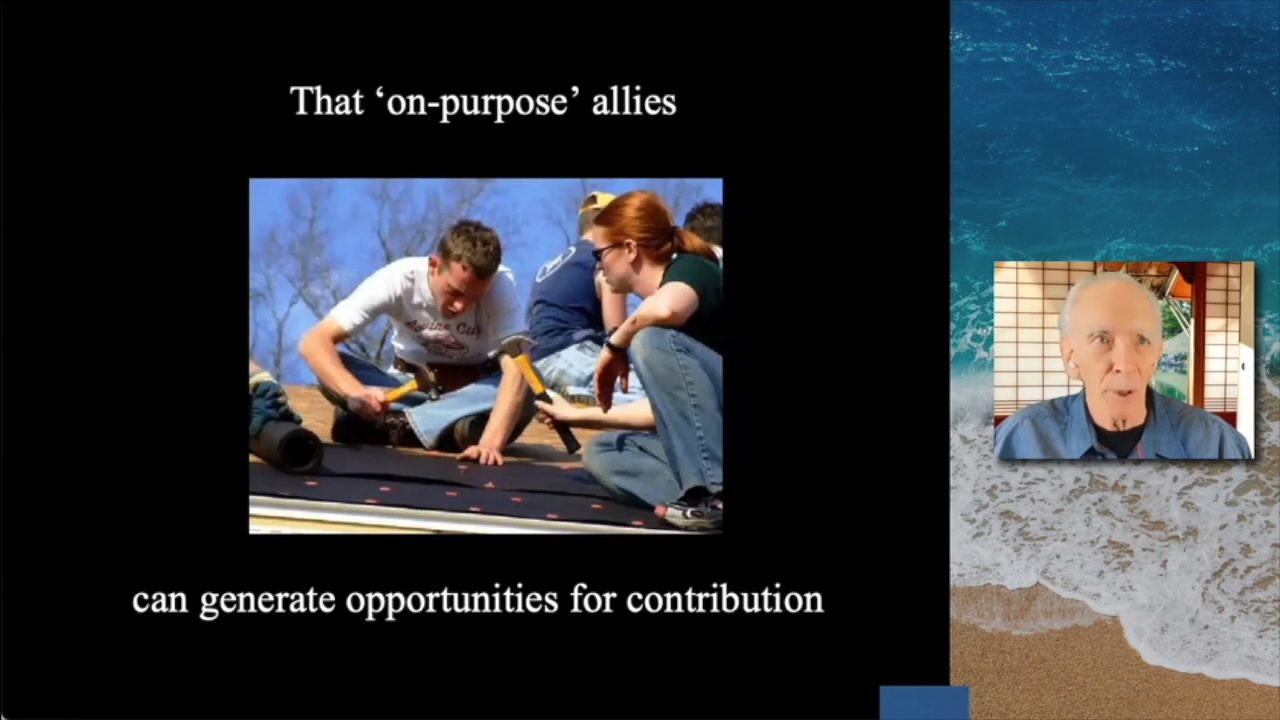 That ‘on-purpose’ allies
can generate opportunities for contribution